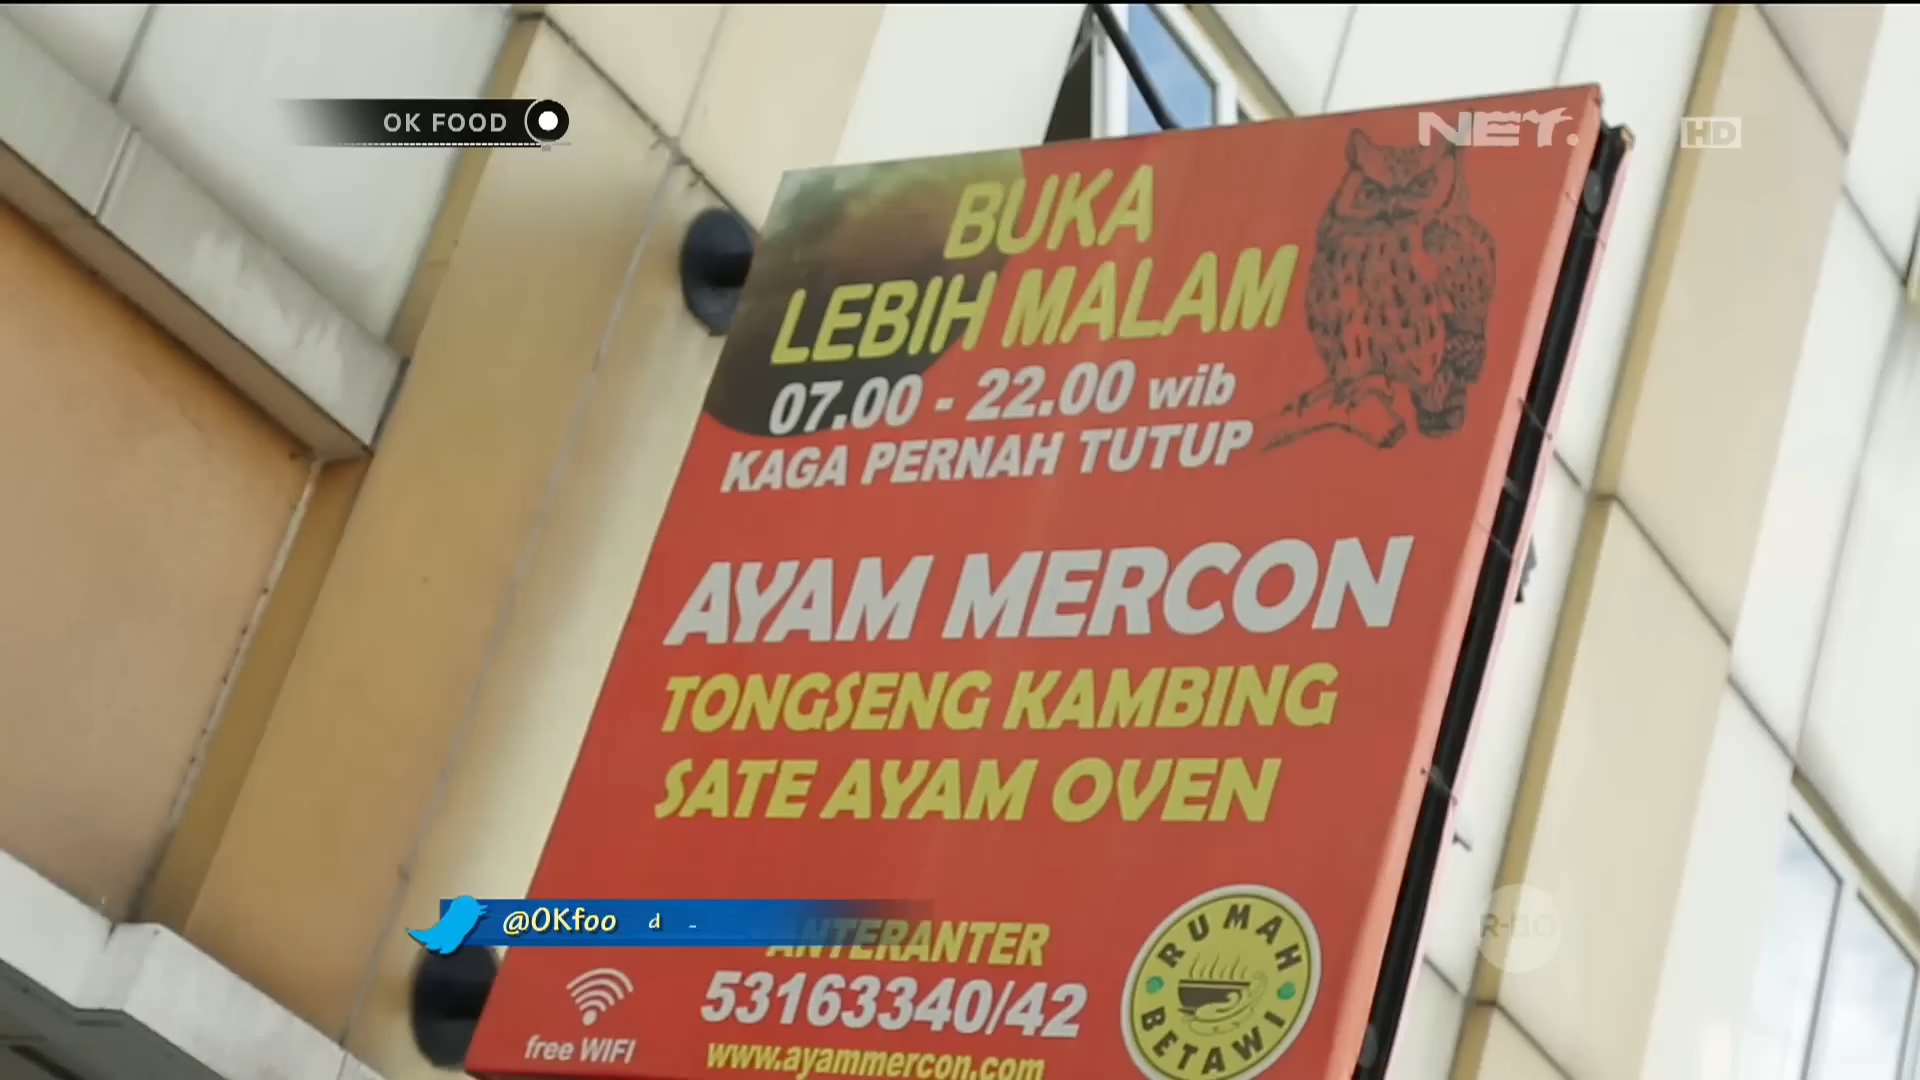 OK FOOD
NET.
HD
BUKA
LEBIH MALAM
07.00 - 22.00 wib
KAGA PERNAH TUTUP
AYAM MERCON
TONGSENG KAMBING
SATE AYAM OVEN
@OKfoo d _
ANTERANTER
53163340/42
free WIFI
www.ayammercon.com
RUMAH
BETAWI